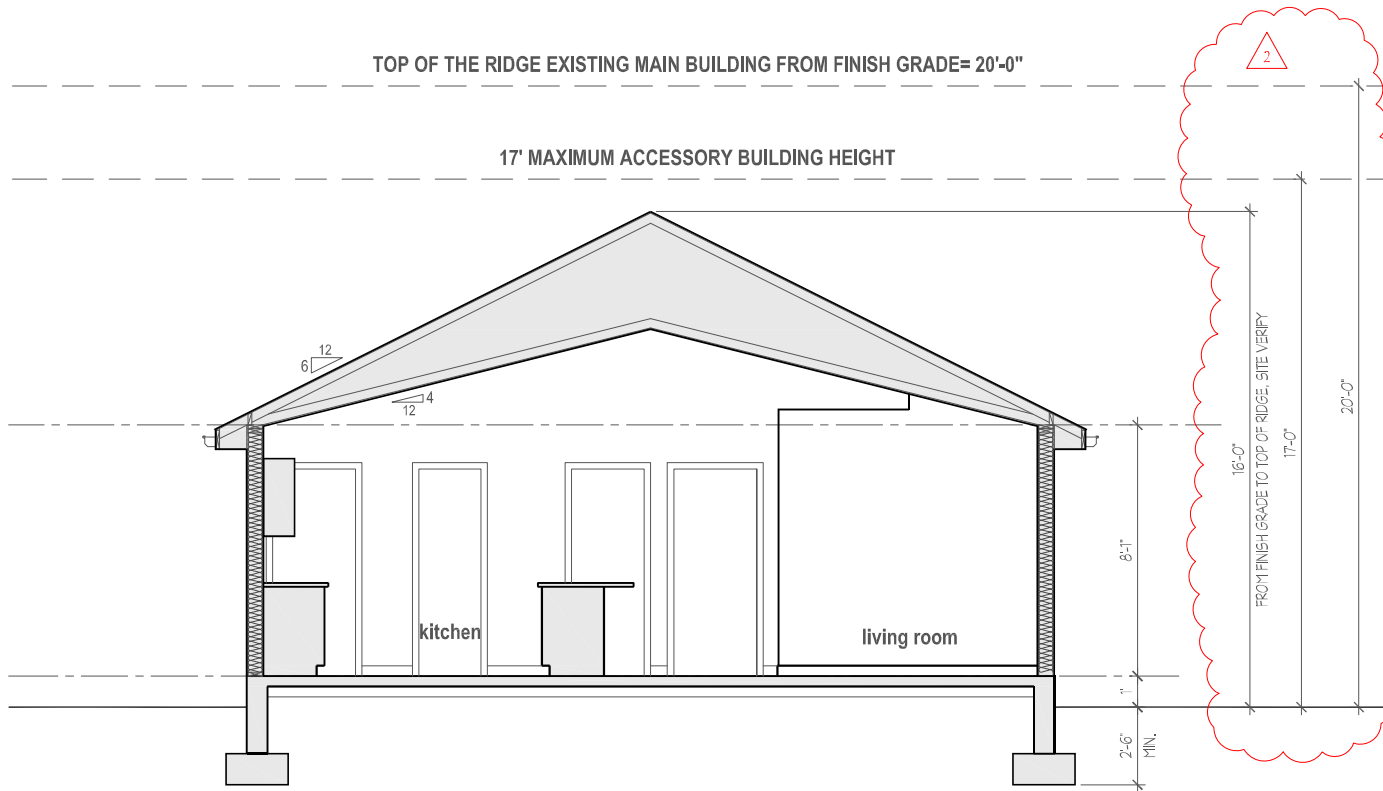 TOP OF THE RIDGE EXISTING MAIN BUILDING FROM FINISH GRADE= 20'-0"
2
17' MAXIMUM ACCESSORY BUILDING HEIGHT
12
6
4
12
16'-0"
FROM FINISH GRADE TO TOP OF RIDGE, SITE VERIFY
17'-0"
20'-0"
8'-1"
kitchen
living room
1'
2'-6"
MIN.